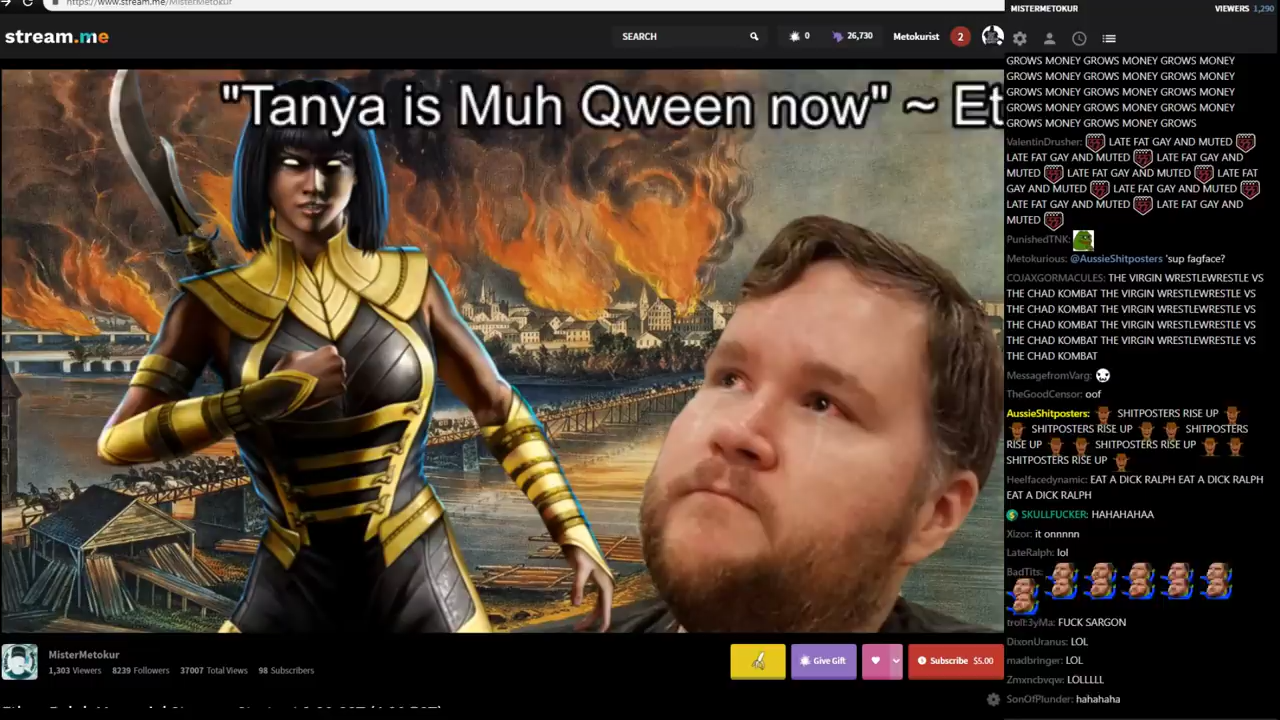 https://www.stream.me/MisterMetokur
MISTERMETOKUR
VIEWERS 1,290
stream.me
SEARCH
0
26,730
Metokurist
2
"Tanya is Muh Qween now" ~ Et
GROWS MONEY GROWS MONEY GROWS MONEY
GROWS MONEY GROWS MONEY GROWS MONEY
GROWS MONEY GROWS MONEY GROWS MONEY
GROWS MONEY GROWS MONEY GROWS MONEY
GROWS MONEY GROWS MONEY GROWS
ValentinDrusher: LATE FAT GAY AND MUTED
LATE FAT GAY AND MUTED LATE FAT GAY AND
MUTED LATE FAT GAY AND MUTED LATE FAT
GAY AND MUTED LATE FAT GAY AND MUTED
LATE FAT GAY AND MUTED LATE FAT GAY AND
MUTED
PunishedTNK:
Metokurious: @AussieShitposters 'sup fagface?
COJAXGORMACULES: THE VIRGIN WRESTLEWRESTLE VS
THE CHAD KOMBAT THE VIRGIN WRESTLEWRESTLE VS
THE CHAD KOMBAT THE VIRGIN WRESTLEWRESTLE VS
THE CHAD KOMBAT THE VIRGIN WRESTLEWRESTLE VS
THE CHAD KOMBAT THE VIRGIN WRESTLEWRESTLE VS
THE CHAD KOMBAT
MessagefromVarg:
TheGoodCensor: oof
AussieShitposters: SHITPOSTERS RISE UP
SHITPOSTERS RISE UP SHITPOSTERS
RISE UP SHITPOSTERS RISE UP
SHITPOSTERS RISE UP
Heelfacedynamic: EAT A DICK RALPH EAT A DICK RALPH
EAT A DICK RALPH
SKULLFUCKER: HAHAHAHAA
Xizor: it onnnnn
LateRalph: lol
BadTits:
troll:3yMa: FUCK SARGON
DixonUranus: LOL
madbringer: LOL
Zmxncbvqw: LOLLLLL
SonOfPlunder: hahahaha
MisterMetokur
1,303 Viewers 8239 Followers 37007 Total Views 98 Subscribers
Give Gift
Subscribe $5.00